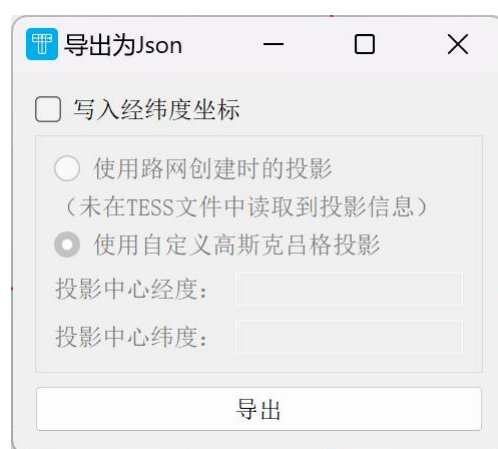 导出为Json
写入经纬度坐标
使用路网创建时的投影
（未在TESS文件中读取到投影信息）
使用自定义高斯克吕格投影
投影中心经度：
投影中心纬度：
导出